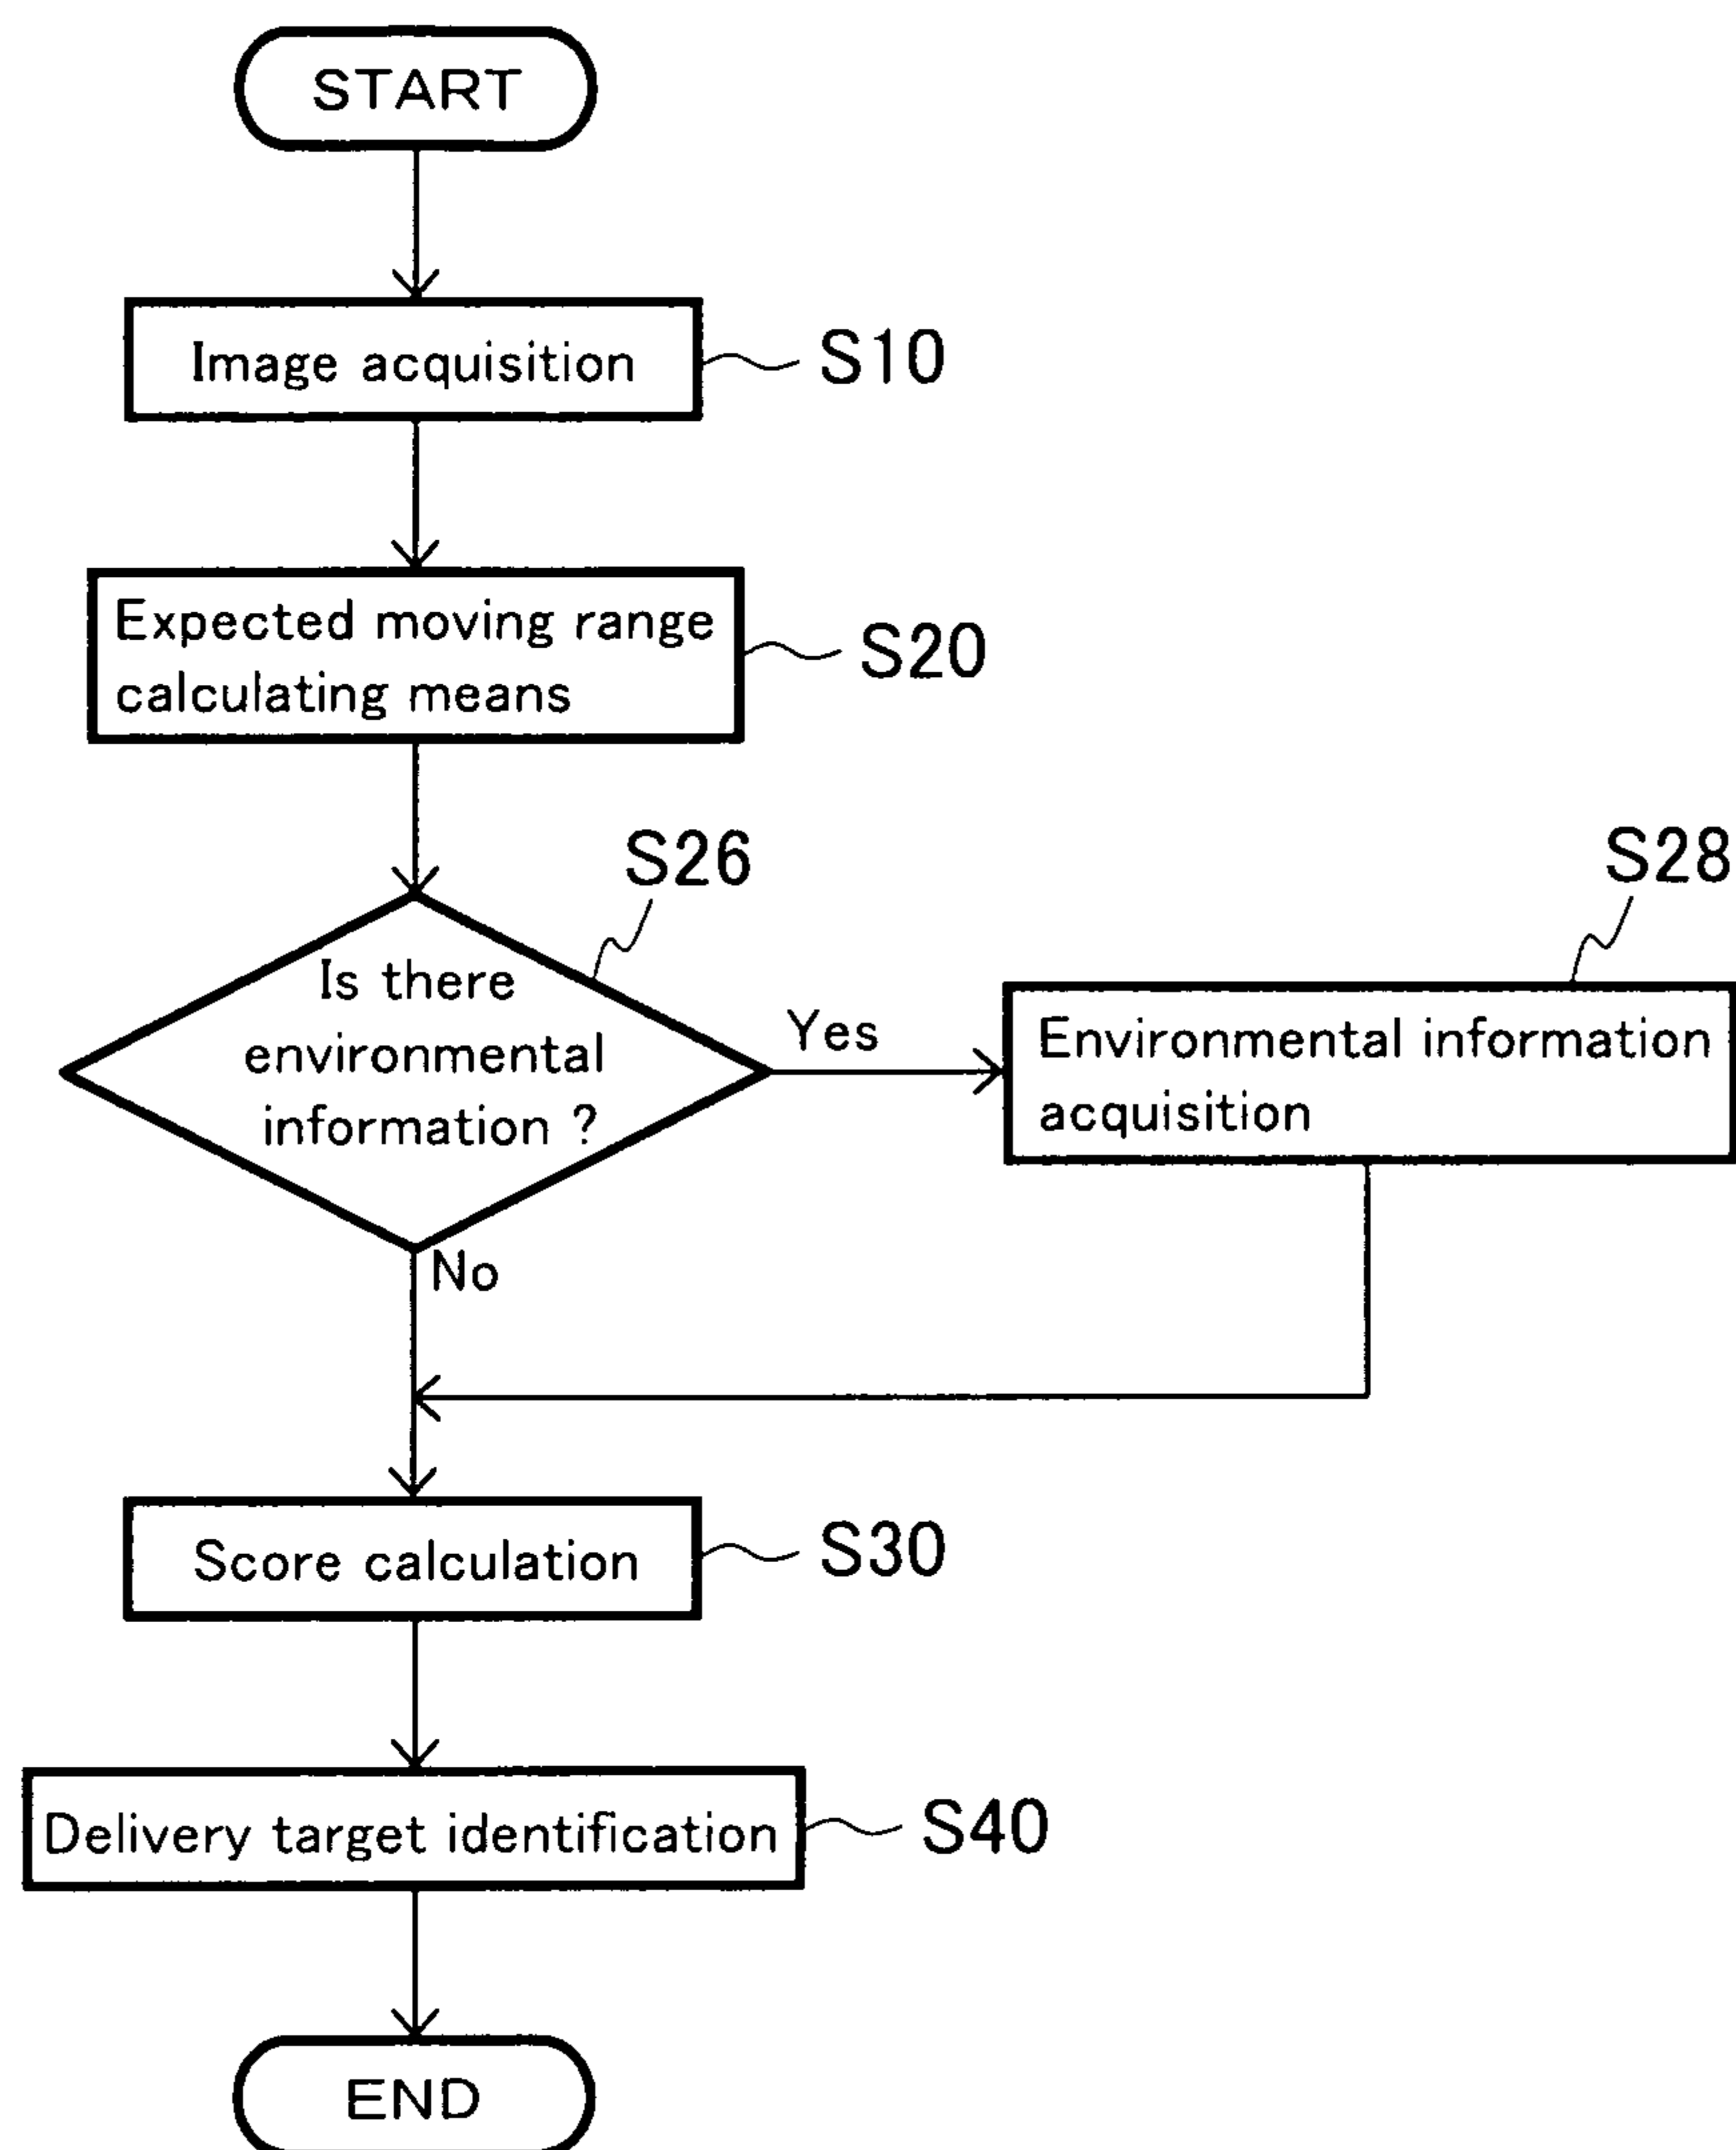 START
Image acquisition
S10
Expected moving range
calculating means
S20
S26
S28
Is there
environmental
information ?
Yes
Environmental information
acquisition
No
Score calculation
S30
Delivery target identification
S40
END